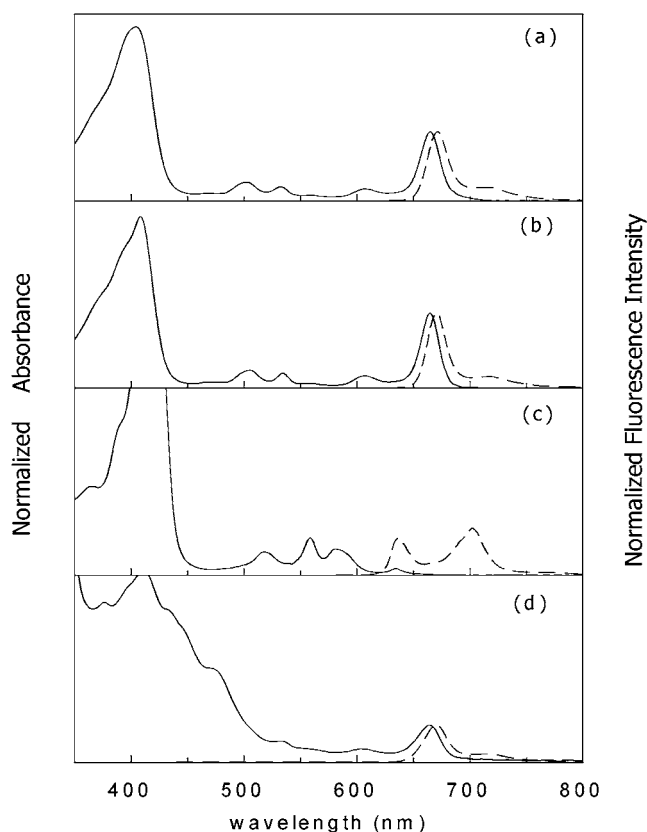 (a)
(b)
(c)
(d)
Normalized Absorbance
Normalized Fluorescence Intensity
400 500 600 700 800
wavelength (nm)